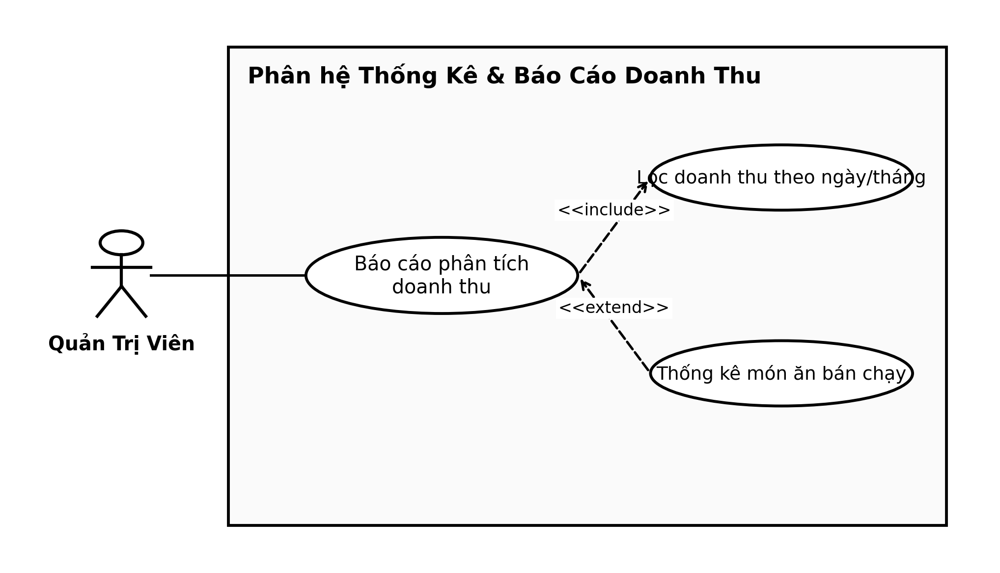 Phân hệ Thống Kê & Báo Cáo Doanh Thu
Lọc doanh thu theo ngày/tháng
<<include>>
Báo cáo phân tích
doanh thu
<<extend>>
Quản Trị Viên
Thống kê món ăn bán chạy